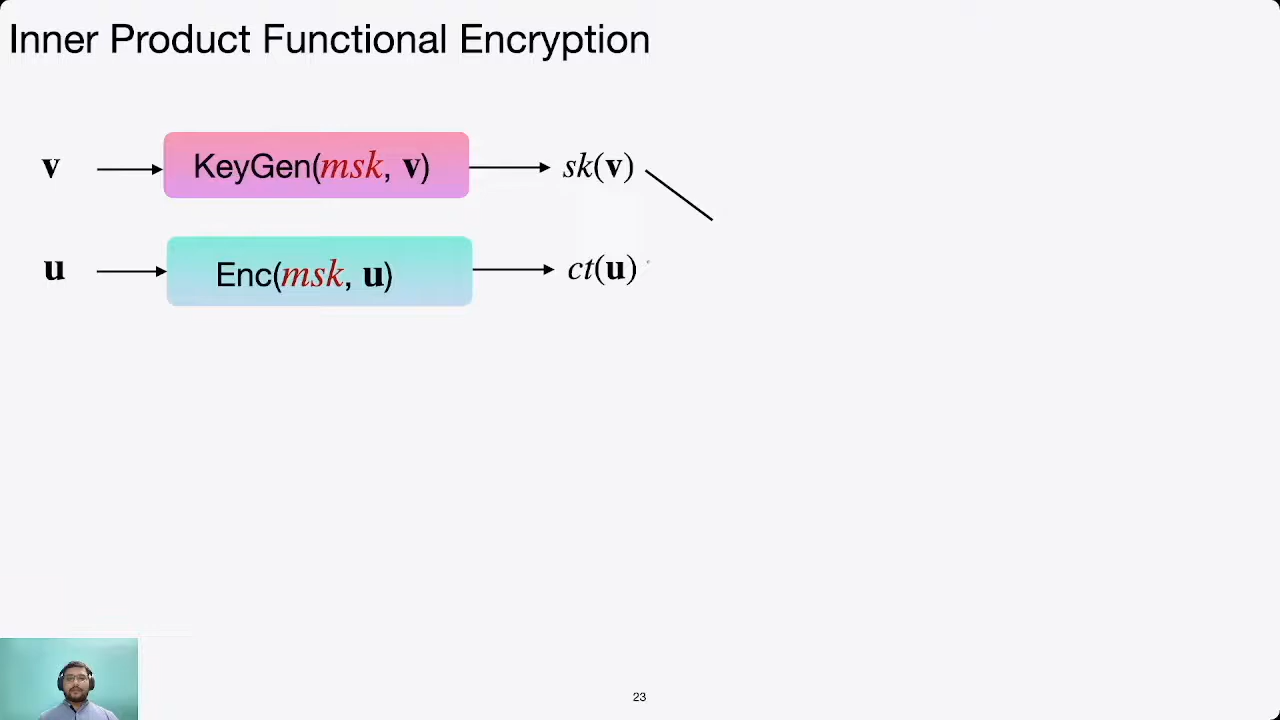 Inner Product Functional Encryption
v KeyGen(msk, v) sk(v)
u Enc(msk, u) ct(u)
23